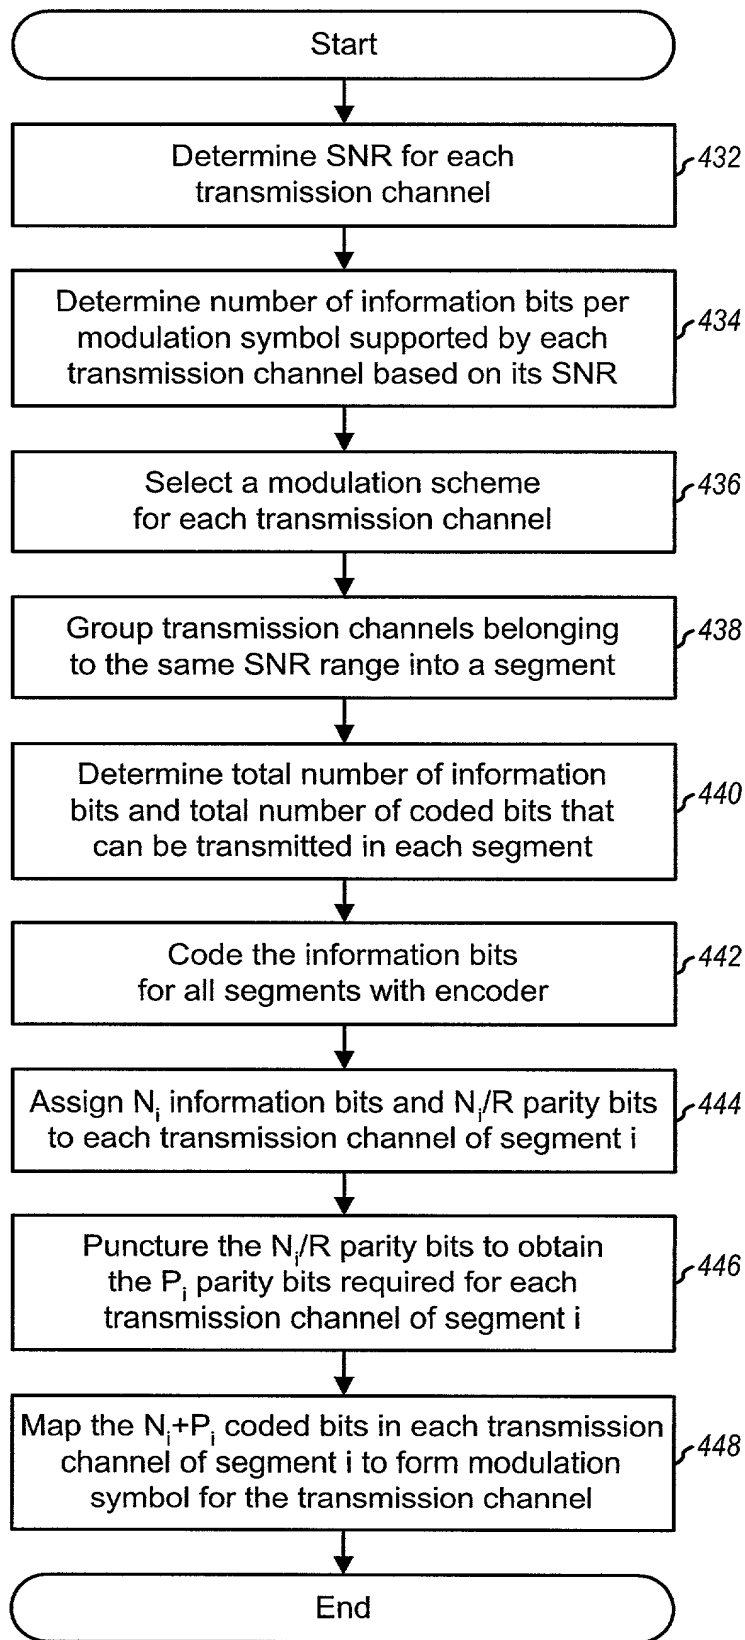 Start
Determine SNR for each
transmission channel
432
Determine number of information bits per
modulation symbol supported by each
transmission channel based on its SNR
434
Select a modulation scheme
for each transmission channel
436
Group transmission channels belonging
to the same SNR range into a segment
438
Determine total number of information
bits and total number of coded bits that
can be transmitted in each segment
440
Code the information bits
for all segments with encoder
442
Assign Nᵢ information bits and Nᵢ/R parity bits
to each transmission channel of segment i
444
Puncture the Nᵢ/R parity bits to obtain
the Pᵢ parity bits required for each
transmission channel of segment i
446
Map the Nᵢ+Pᵢ coded bits in each transmission
channel of segment i to form modulation
symbol for the transmission channel
448
End